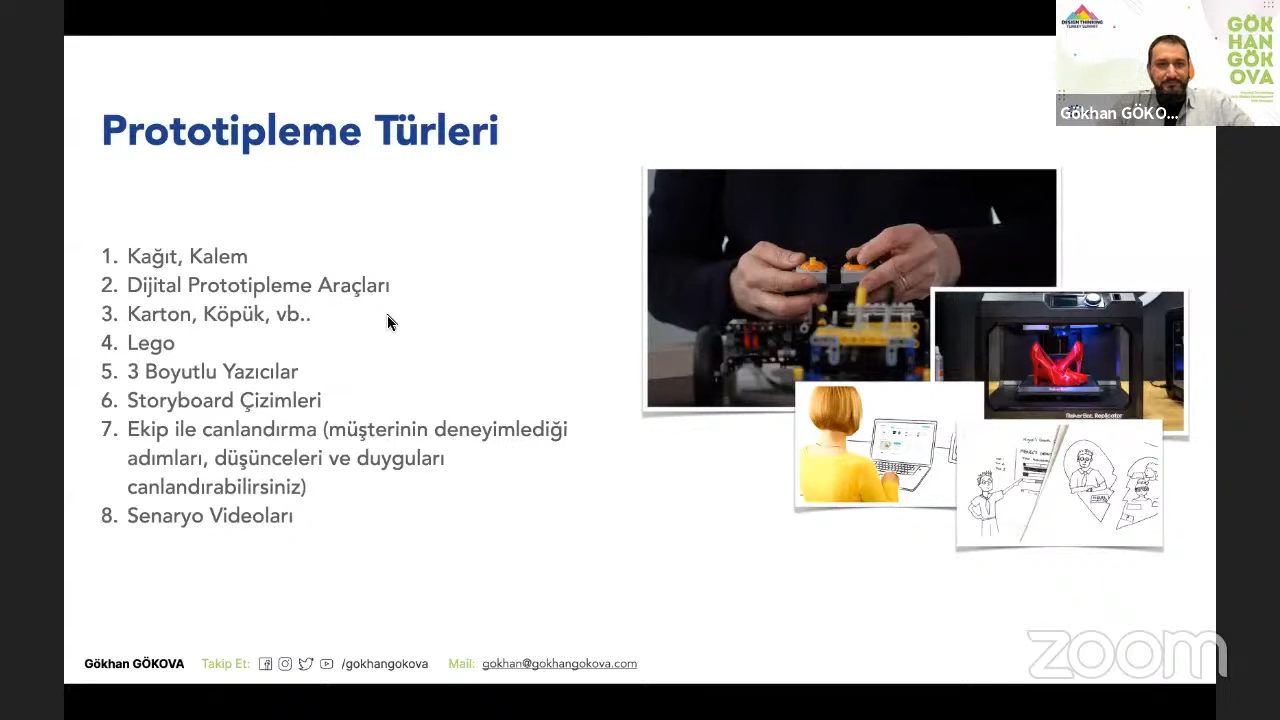 DESIGN THINKING
TURKEY SUMMIT
GÖK
HAN
GÖK
OVA
Gökhan GÖKO...
Prototipleme Türleri
1. Kağıt, Kalem
2. Dijital Prototipleme Araçları
3. Karton, Köpük, vb..
4. Lego
5. 3 Boyutlu Yazıcılar
6. Storyboard Çizimleri
7. Ekip ile canlandırma (müşterinin deneyimlediği
adımları, düşünceleri ve duyguları
canlandırabilirsiniz)
8. Senaryo Videoları
MakerBot. Replicator
Gökhan GÖKOVA Takip Et: /gokhangokova Mail: gokhan@gokhangokova.com
zoom